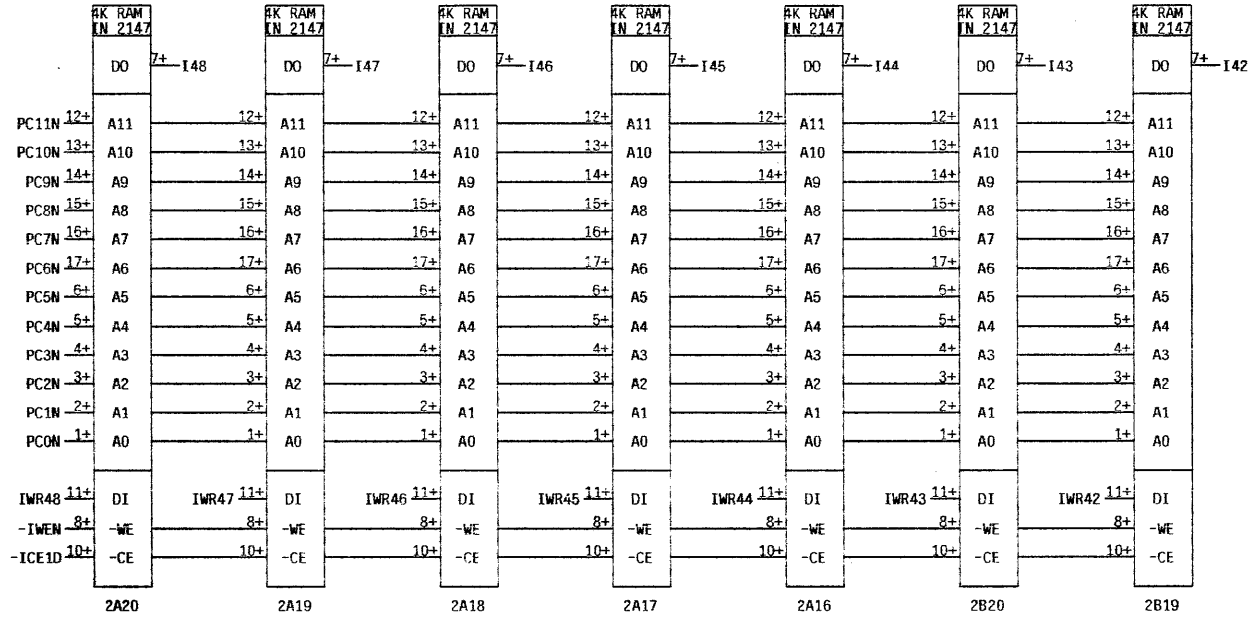 4K RAM 4K RAM 4K RAM 4K RAM 4K RAM 4K RAM 4K RAM
IN 2147 IN 2147 IN 2147 IN 2147 IN 2147 IN 2147 IN 2147
DO 7+ I48 DO 7+ I47 DO 7+ I46 DO 7+ I45 DO 7+ I44 DO 7+ I43 DO 7+ I42
PC11N 12+ A11 12+ A11 12+ A11 12+ A11 12+ A11 12+ A11 12+ A11
PC10N 13+ A10 13+ A10 13+ A10 13+ A10 13+ A10 13+ A10 13+ A10
PC9N 14+ A9 14+ A9 14+ A9 14+ A9 14+ A9 14+ A9 14+ A9
PC8N 15+ A8 15+ A8 15+ A8 15+ A8 15+ A8 15+ A8 15+ A8
PC7N 16+ A7 16+ A7 16+ A7 16+ A7 16+ A7 16+ A7 16+ A7
PC6N 17+ A6 17+ A6 17+ A6 17+ A6 17+ A6 17+ A6 17+ A6
PC5N 6+ A5 6+ A5 6+ A5 6+ A5 6+ A5 6+ A5 6+ A5
PC4N 5+ A4 5+ A4 5+ A4 5+ A4 5+ A4 5+ A4 5+ A4
PC3N 4+ A3 4+ A3 4+ A3 4+ A3 4+ A3 4+ A3 4+ A3
PC2N 3+ A2 3+ A2 3+ A2 3+ A2 3+ A2 3+ A2 3+ A2
PC1N 2+ A1 2+ A1 2+ A1 2+ A1 2+ A1 2+ A1 2+ A1
PC0N 1+ A0 1+ A0 1+ A0 1+ A0 1+ A0 1+ A0 1+ A0
IWR48 11+ DI IWR47 11+ DI IWR46 11+ DI IWR45 11+ DI IWR44 11+ DI IWR43 11+ DI IWR42 11+ DI
-IWEN 8+ -WE 8+ -WE 8+ -WE 8+ -WE 8+ -WE 8+ -WE 8+ -WE
-ICE1D 10+ -CE 10+ -CE 10+ -CE 10+ -CE 10+ -CE 10+ -CE 10+ -CE
2A20 2A19 2A18 2A17 2A16 2B20 2B19